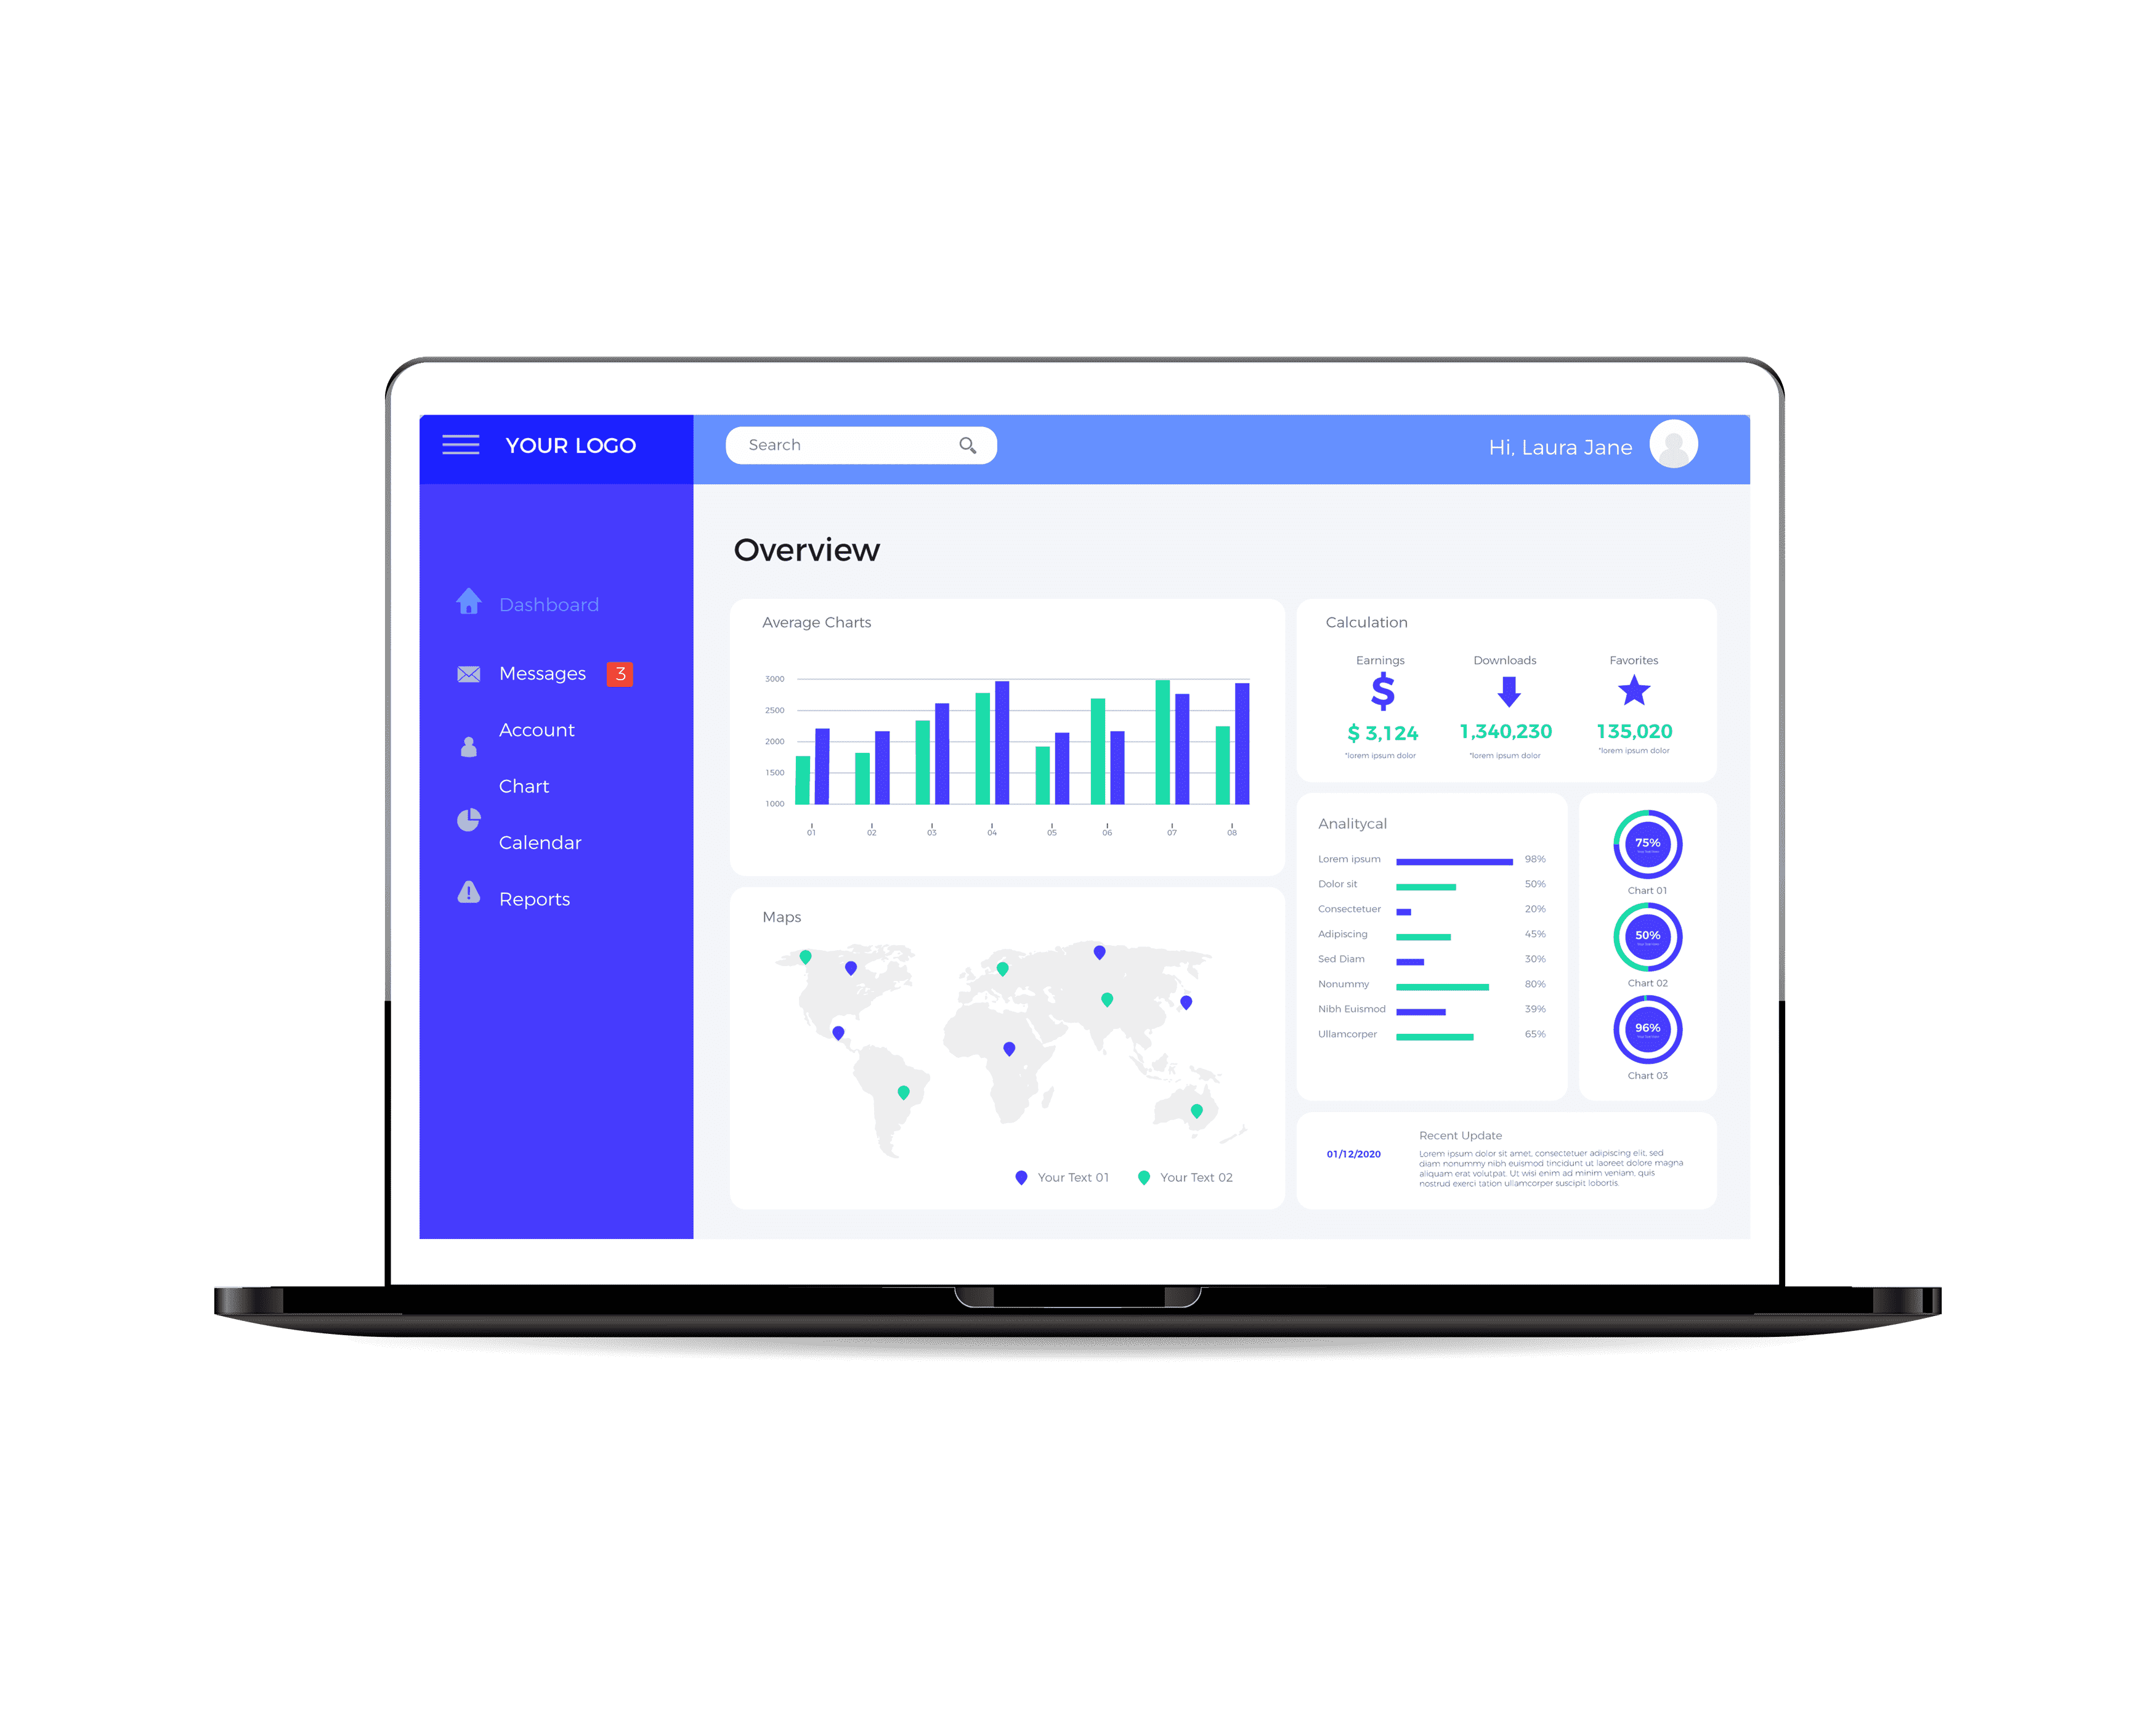 YOUR LOGO
Search
Hi, Laura Jane
Dashboard
Messages 3
Account
Chart
Calendar
Reports
Overview
Average Charts
3000
2500
2000
1500
1000
01 02 03 04 05 06 07 08
Maps
Your Text 01 Your Text 02
Calculation
Earnings
$
$ 3,124
*lorem ipsum dolor
Downloads
1,340,230
*lorem ipsum dolor
Favorites
135,020
*lorem ipsum dolor
Analitycal
Lorem ipsum 98%
Dolor sit 50%
Consectetuer 20%
Adipiscing 45%
Sed Diam 30%
Nonummy 80%
Nibh Euismod 39%
Ullamcorper 65%
75%
Chart 01
50%
Chart 02
96%
Chart 03
01/12/2020
Recent Update
Lorem ipsum dolor sit amet, consectetuer adipiscing elit, sed
diam nonummy nibh euismod tincidunt ut laoreet dolore magna
aliquam erat volutpat. Ut wisi enim ad minim veniam, quis
nostrud exerci tation ullamcorper suscipit lobortis